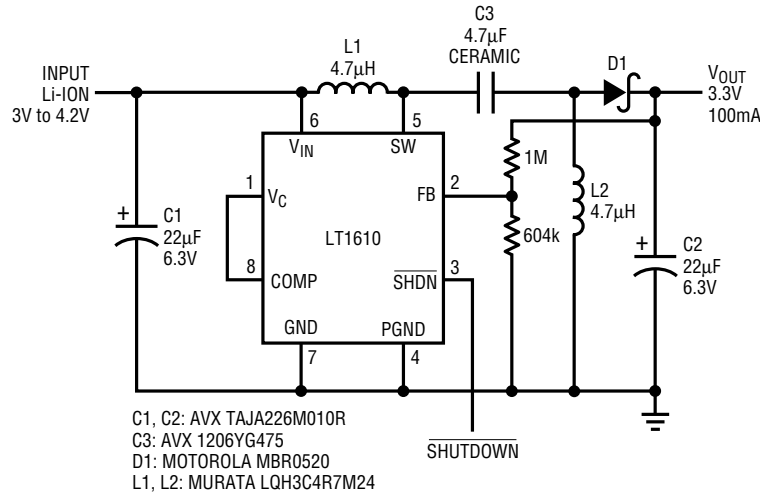 INPUT
Li-ION
3V to 4.2V
L1
4.7µH
C3
4.7µF
CERAMIC
D1
VOUT
3.3V
100mA
6
VIN
5
SW
1M
1
VC
2
FB
L2
4.7µH
+
C1
22µF
6.3V
LT1610
604k
8
COMP
3
SHDN
+
C2
22µF
6.3V
GND
7
PGND
4
C1, C2: AVX TAJA226M010R
C3: AVX 1206YG475
D1: MOTOROLA MBR0520
L1, L2: MURATA LQH3C4R7M24
SHUTDOWN